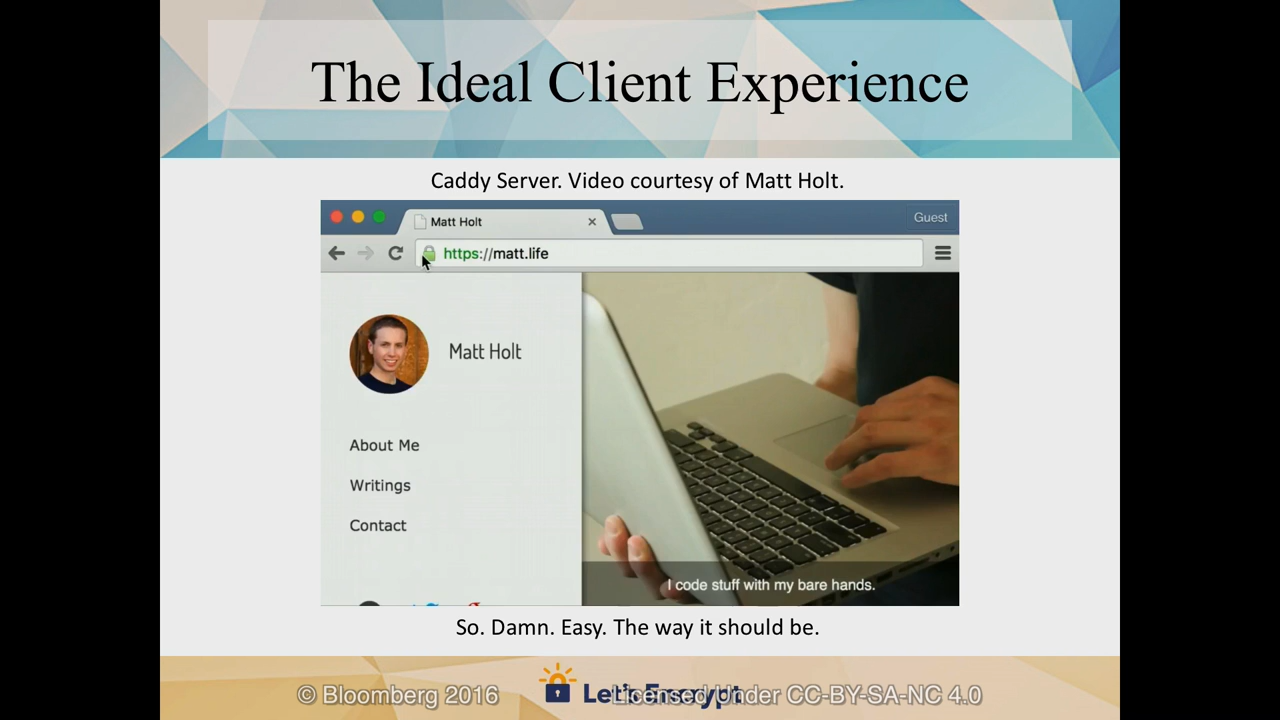 The Ideal Client Experience
Caddy Server. Video courtesy of Matt Holt.
Matt Holt
Guest
https://matt.life
Matt Holt
About Me
Writings
Contact
I code stuff with my bare hands.
So. Damn. Easy. The way it should be.
Let's Encrypt
© Bloomberg 2016 Licensed Under CC-BY-SA-NC 4.0